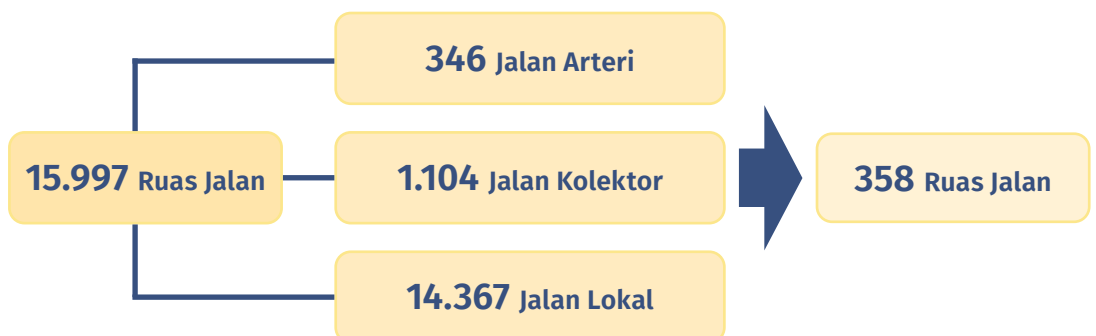 346 Jalan Arteri
15.997 Ruas Jalan
1.104 Jalan Kolektor
358 Ruas Jalan
14.367 Jalan Lokal